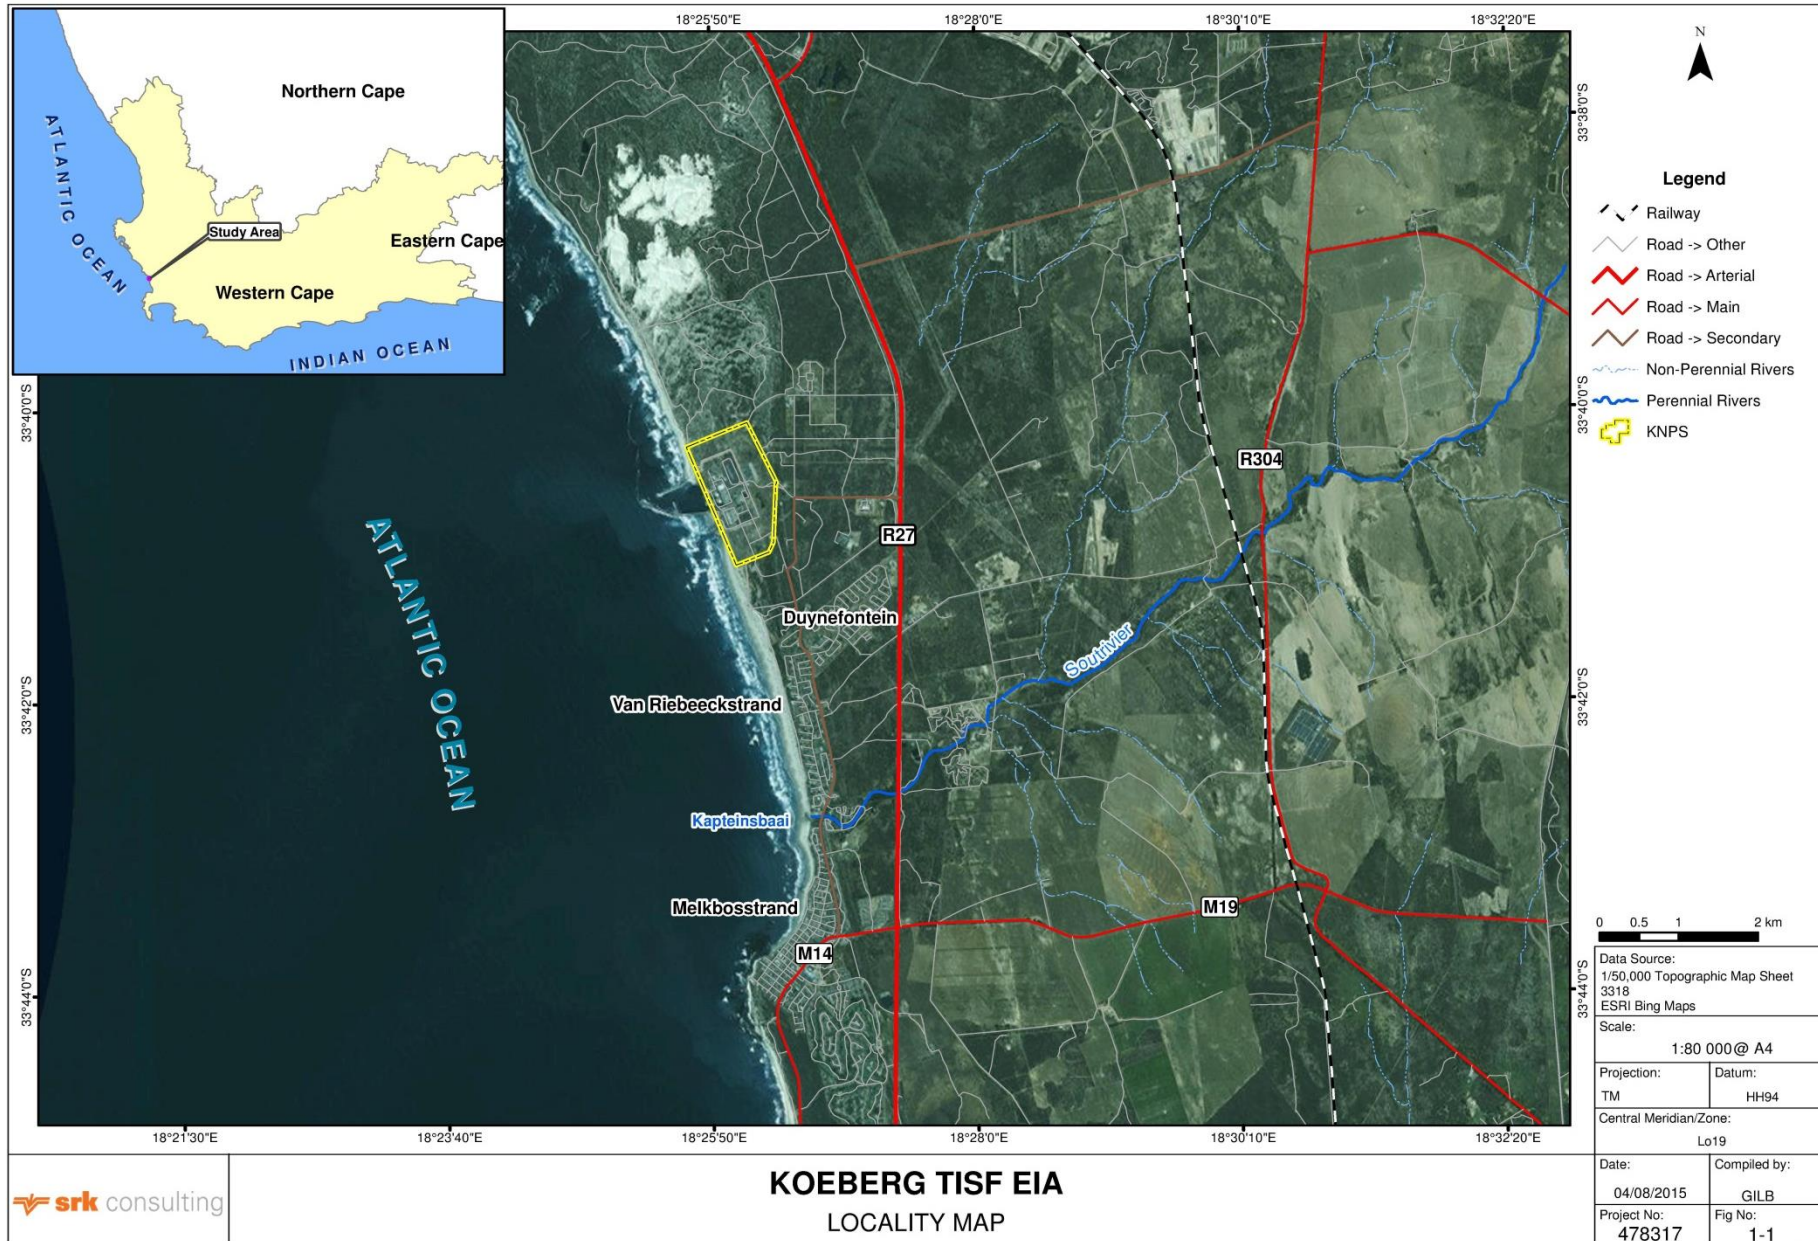 18°25'50"E
18°28'0"E
18°30'10"E
18°32'20"E
N
Northern Cape
ATLANTIC OCEAN
Study Area
Eastern Cape
Western Cape
INDIAN OCEAN
33°38'0"S
Legend
Railway
Road -> Other
Road -> Arterial
Road -> Main
Road -> Secondary
Non-Perennial Rivers
Perennial Rivers
KNPS
33°40'0"S
33°40'0"S
R304
R27
ATLANTIC OCEAN
Duynefontein
Soutrivier
Van Riebeeckstrand
33°42'0"S
33°42'0"S
Kapteinsbaai
Melkbosstrand
M19
M14
33°44'0"S
33°44'0"S
0 0.5 1 2 km
Data Source:
1/50,000 Topographic Map Sheet
3318
ESRI Bing Maps
Scale:
1:80 000@ A4
Projection:
TM
Datum:
HH94
Central Meridian/Zone:
Lo19
18°21'30"E
18°23'40"E
18°25'50"E
18°28'0"E
18°30'10"E
18°32'20"E
srk consulting
KOEBERG TISF EIA
LOCALITY MAP
Date:
04/08/2015
Compiled by:
GILB
Project No:
478317
Fig No:
1-1